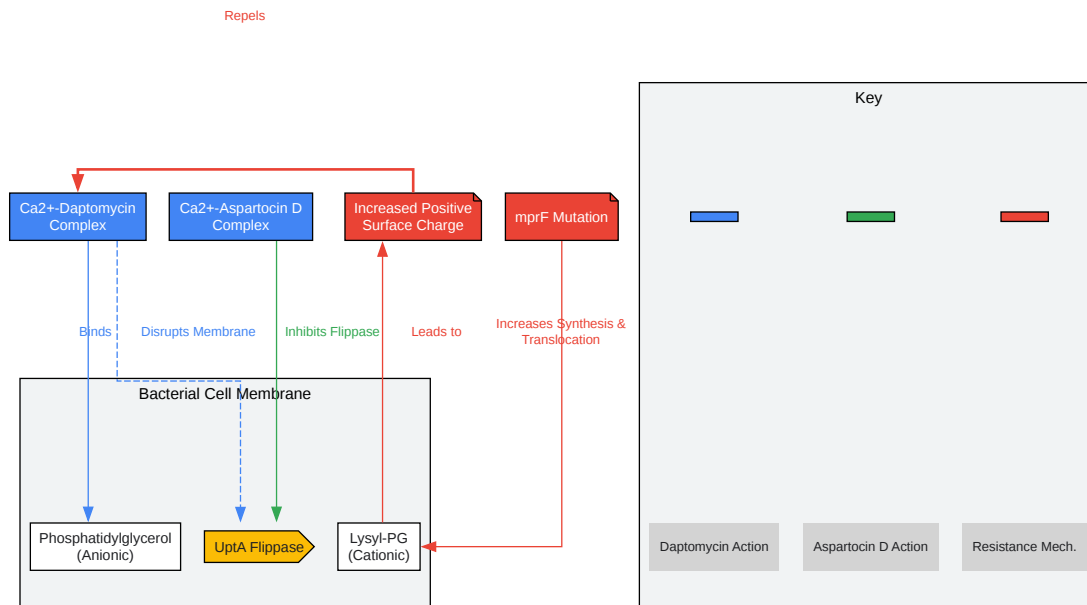 Repels
Key
Ca2+-Daptomycin
Complex
Ca2+-Aspartocin D
Complex
Increased Positive
Surface Charge
mprF Mutation
Binds
Disrupts Membrane
Inhibits Flippase
Leads to
Increases Synthesis &
Translocation
Bacterial Cell Membrane
Phosphatidylglycerol
(Anionic)
UptA Flippase
Lysyl-PG
(Cationic)
Daptomycin Action
Aspartocin D Action
Resistance Mech.